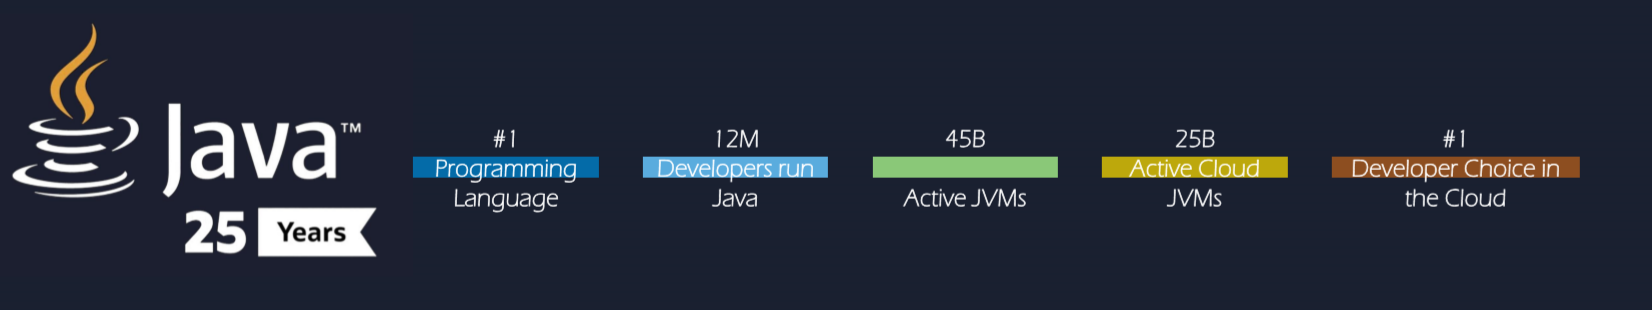 Java™
25 Years
#1
Programming
Language
12M
Developers run
Java
45B
Active JVMs
25B
Active Cloud
JVMs
#1
Developer Choice in
the Cloud